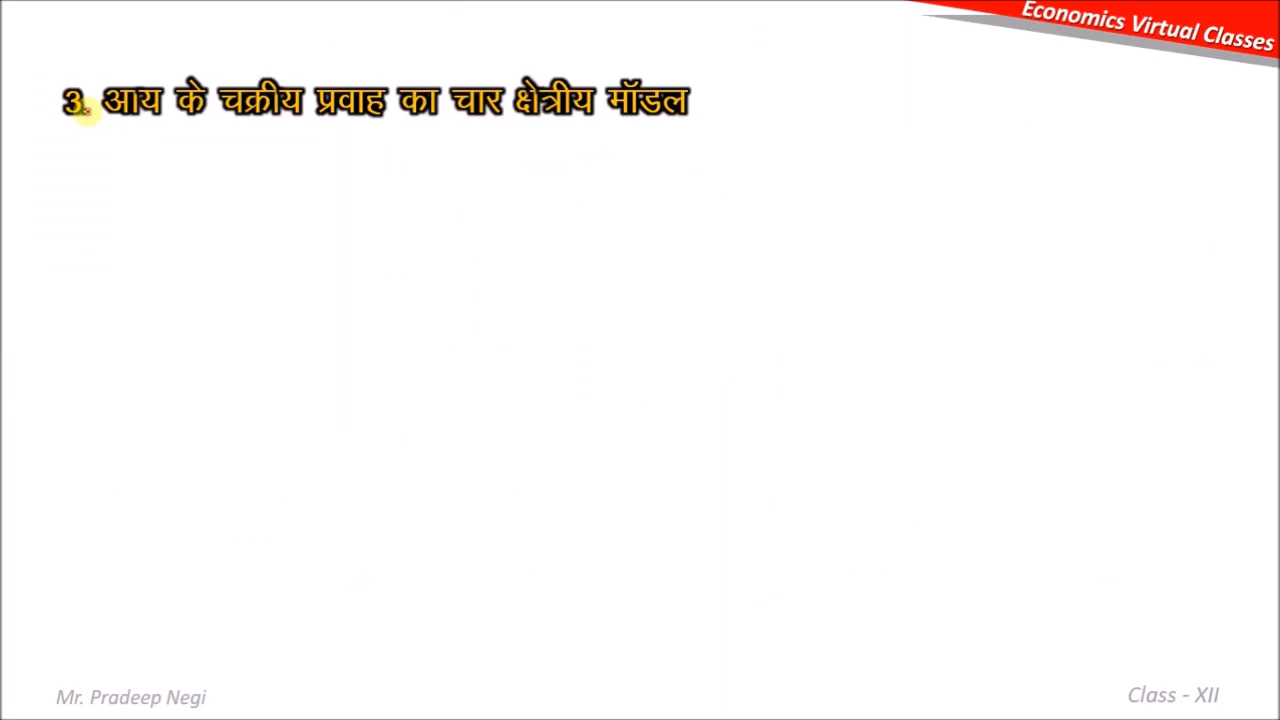 Economics Virtual Classes
3. आय के चक्रीय प्रवाह का चार क्षेत्रीय मॉडल
Mr. Pradeep Negi
Class - XII